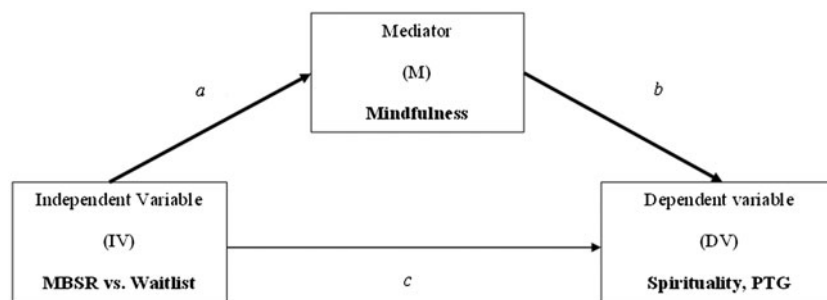 Mediator
(M)
Mindfulness
a
b
Independent Variable
(IV)
MBSR vs. Waitlist
c
Dependent variable
(DV)
Spirituality, PTG